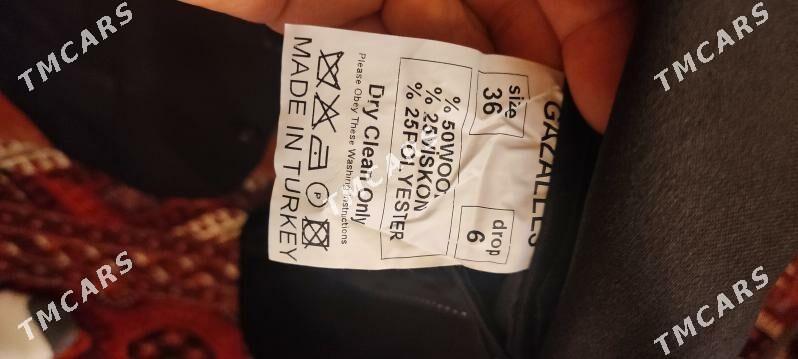 GAZALLES
size
36
drop
6
% 50WOOL
% 25VISKON
% 25POLYESTER
Dry Clean Only
Please Obey These Washing Instructions
P
MADE IN TURKEY
TMCARS
TMCARS
TMCARS
TMCARS
TMCARS